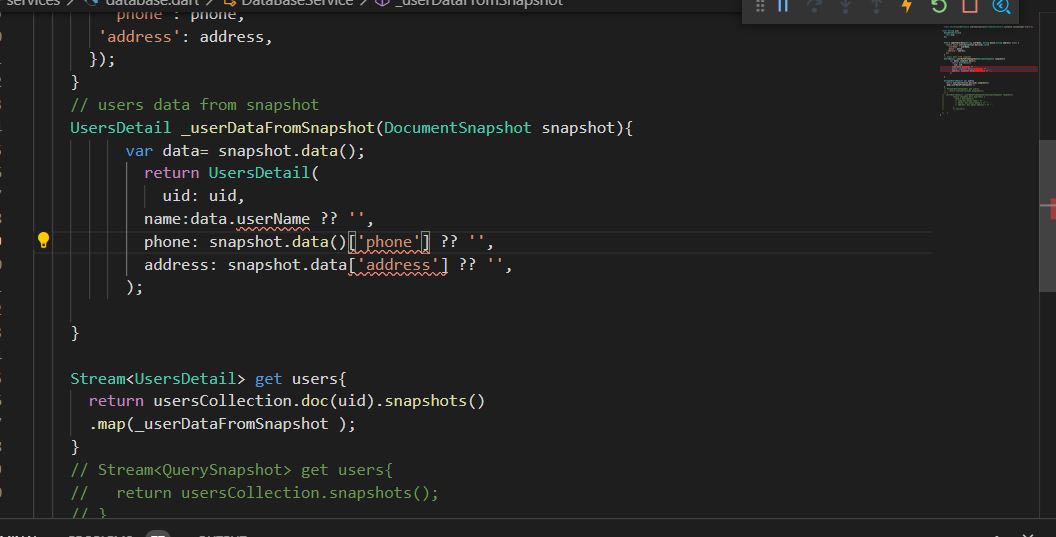 services > database.dart > DatabaseService > _userDataFromSnapshot
'phone': phone,
'address': address,
});
}
// users data from snapshot
UsersDetail _userDataFromSnapshot(DocumentSnapshot snapshot){
var data= snapshot.data();
return UsersDetail(
uid: uid,
name:data.userName ?? '',
phone: snapshot.data()['phone'] ?? '',
address: snapshot.data['address'] ?? '',
);
}
Stream<UsersDetail> get users{
return usersCollection.doc(uid).snapshots()
.map(_userDataFromSnapshot );
}
// Stream<QuerySnapshot> get users{
//   return usersCollection.snapshots();
// }